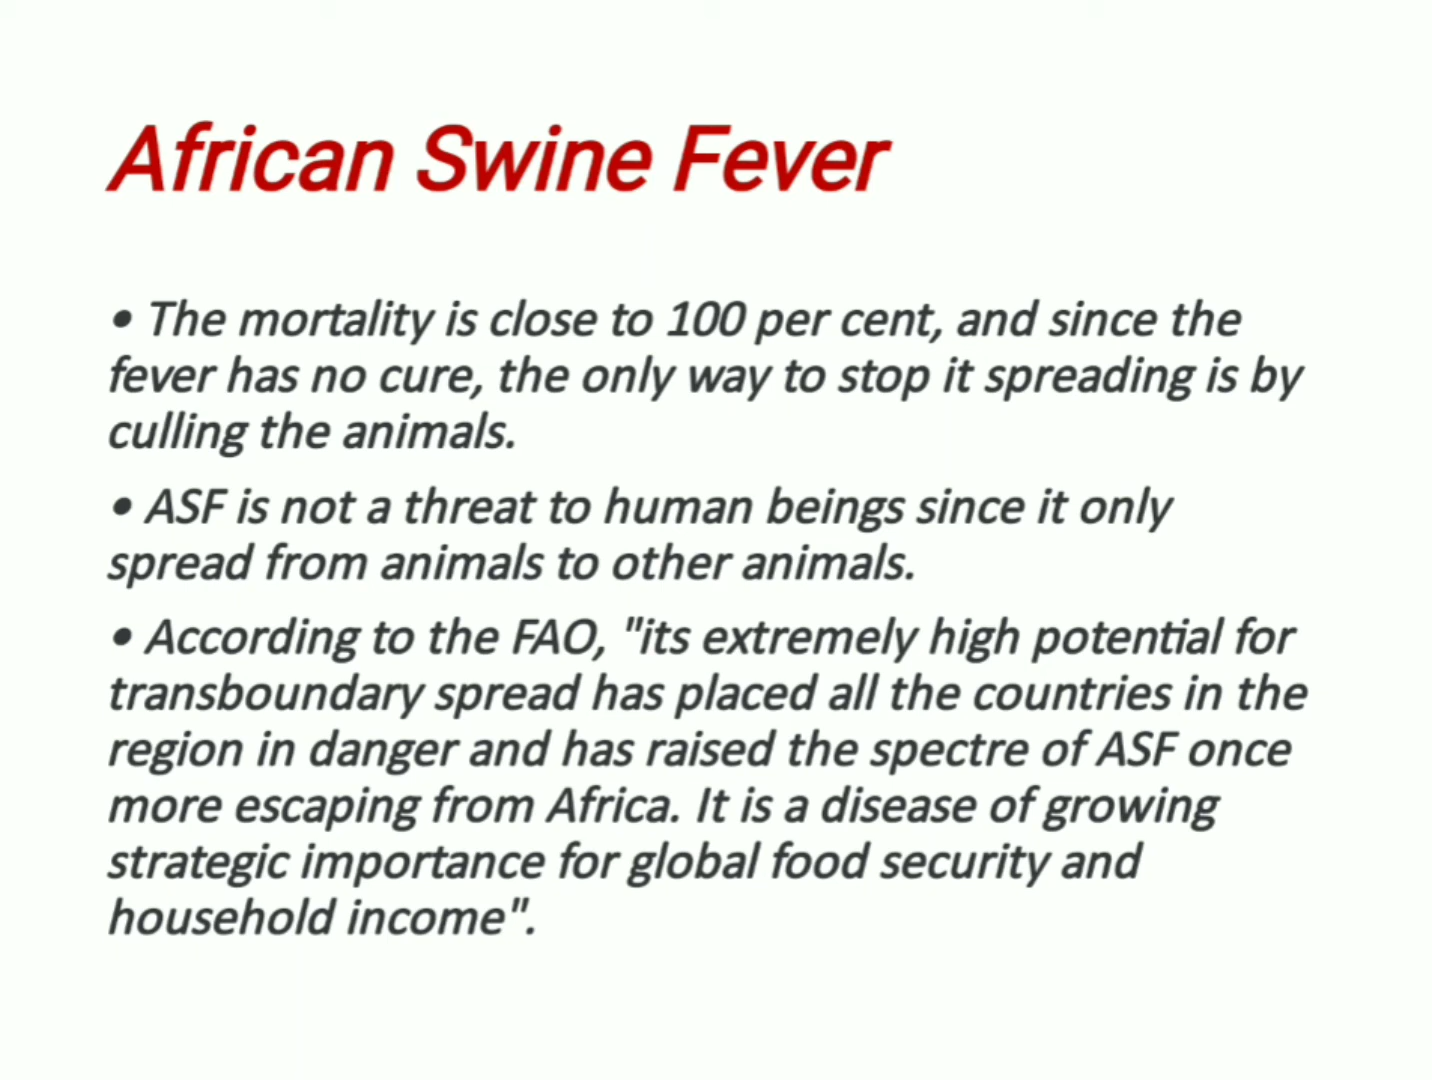 African Swine Fever
• The mortality is close to 100 per cent, and since the
fever has no cure, the only way to stop it spreading is by
culling the animals.
• ASF is not a threat to human beings since it only
spread from animals to other animals.
• According to the FAO, "its extremely high potential for
transboundary spread has placed all the countries in the
region in danger and has raised the spectre of ASF once
more escaping from Africa. It is a disease of growing
strategic importance for global food security and
household income".